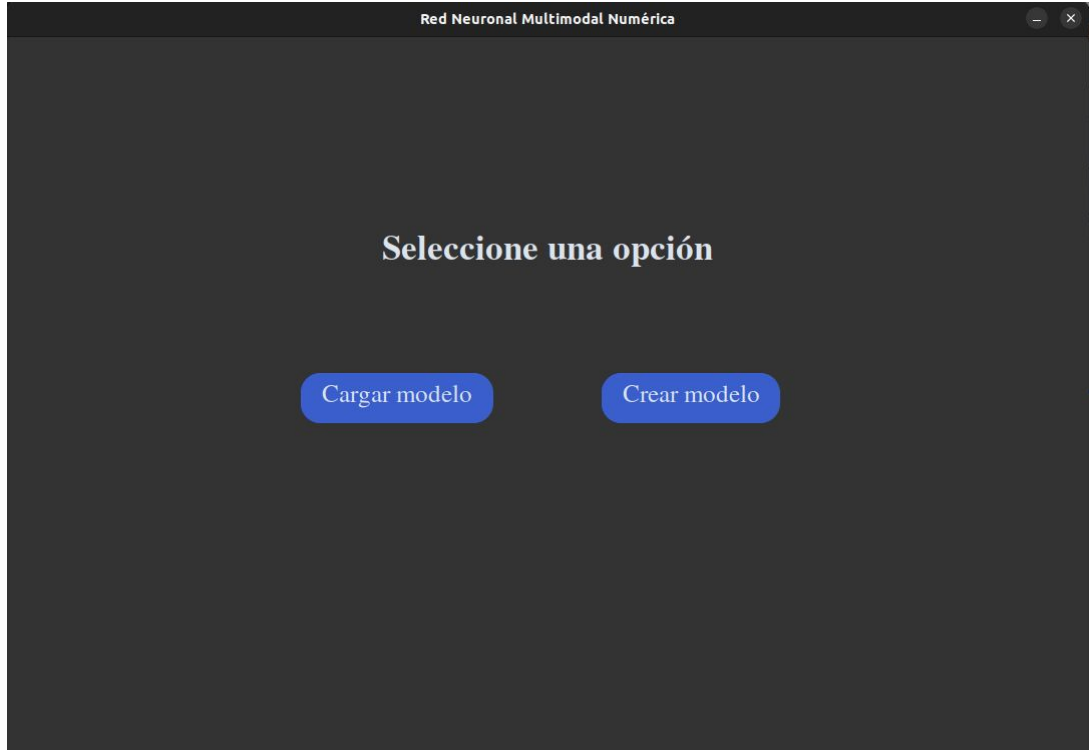 Red Neuronal Multimodal Numérica
Seleccione una opción
Cargar modelo
Crear modelo